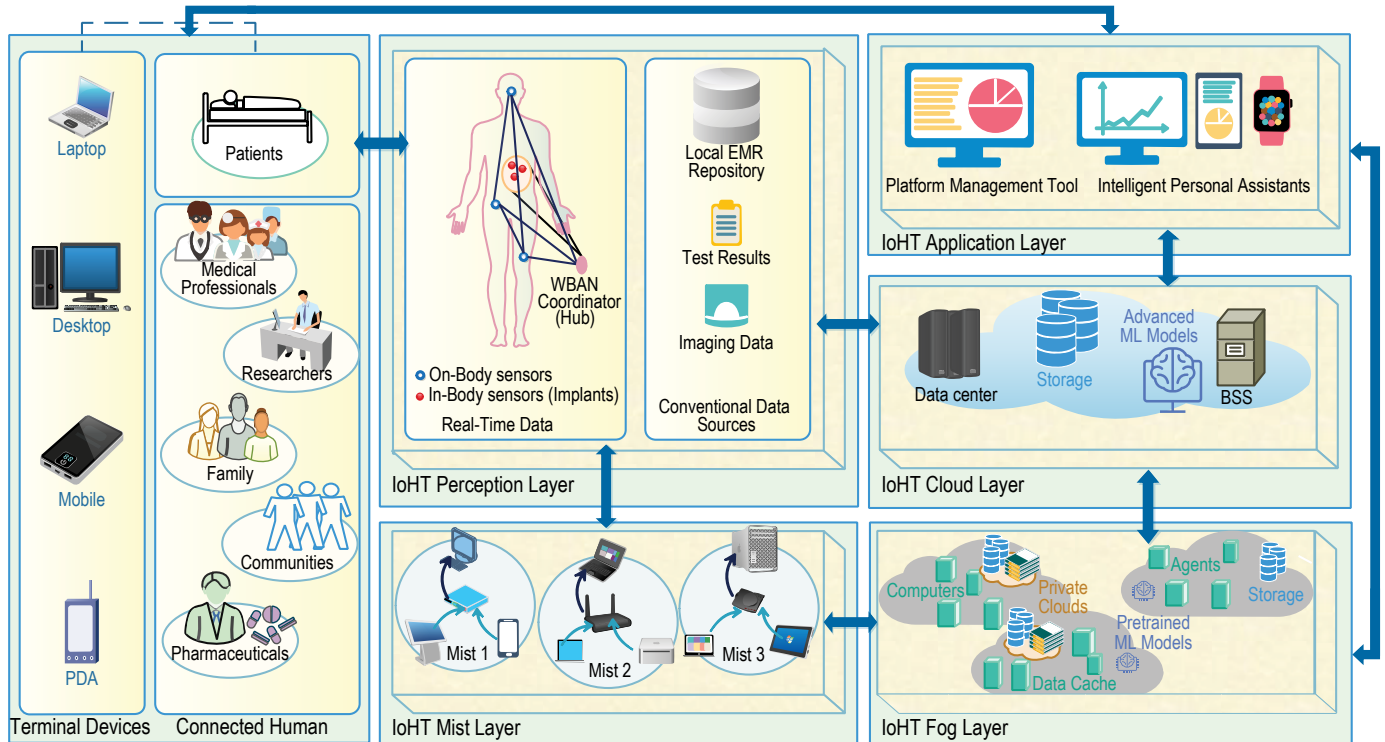 Laptop
Desktop
Mobile
PDA
Terminal Devices
Patients
Medical
Professionals
Researchers
Family
Communities
Pharmaceuticals
Connected Human
WBAN
Coordinator
(Hub)
On-Body sensors
In-Body sensors (Implants)
Real-Time Data
Local EMR
Repository
Test Results
Imaging Data
Conventional Data
Sources
IoHT Perception Layer
Platform Management Tool
Intelligent Personal Assistants
IoHT Application Layer
Data center
Storage
Advanced
ML Models
BSS
IoHT Cloud Layer
Mist 1
Mist 2
Mist 3
IoHT Mist Layer
Computers
Private
Clouds
Agents
Storage
Pretrained
ML Models
Data Cache
IoHT Fog Layer